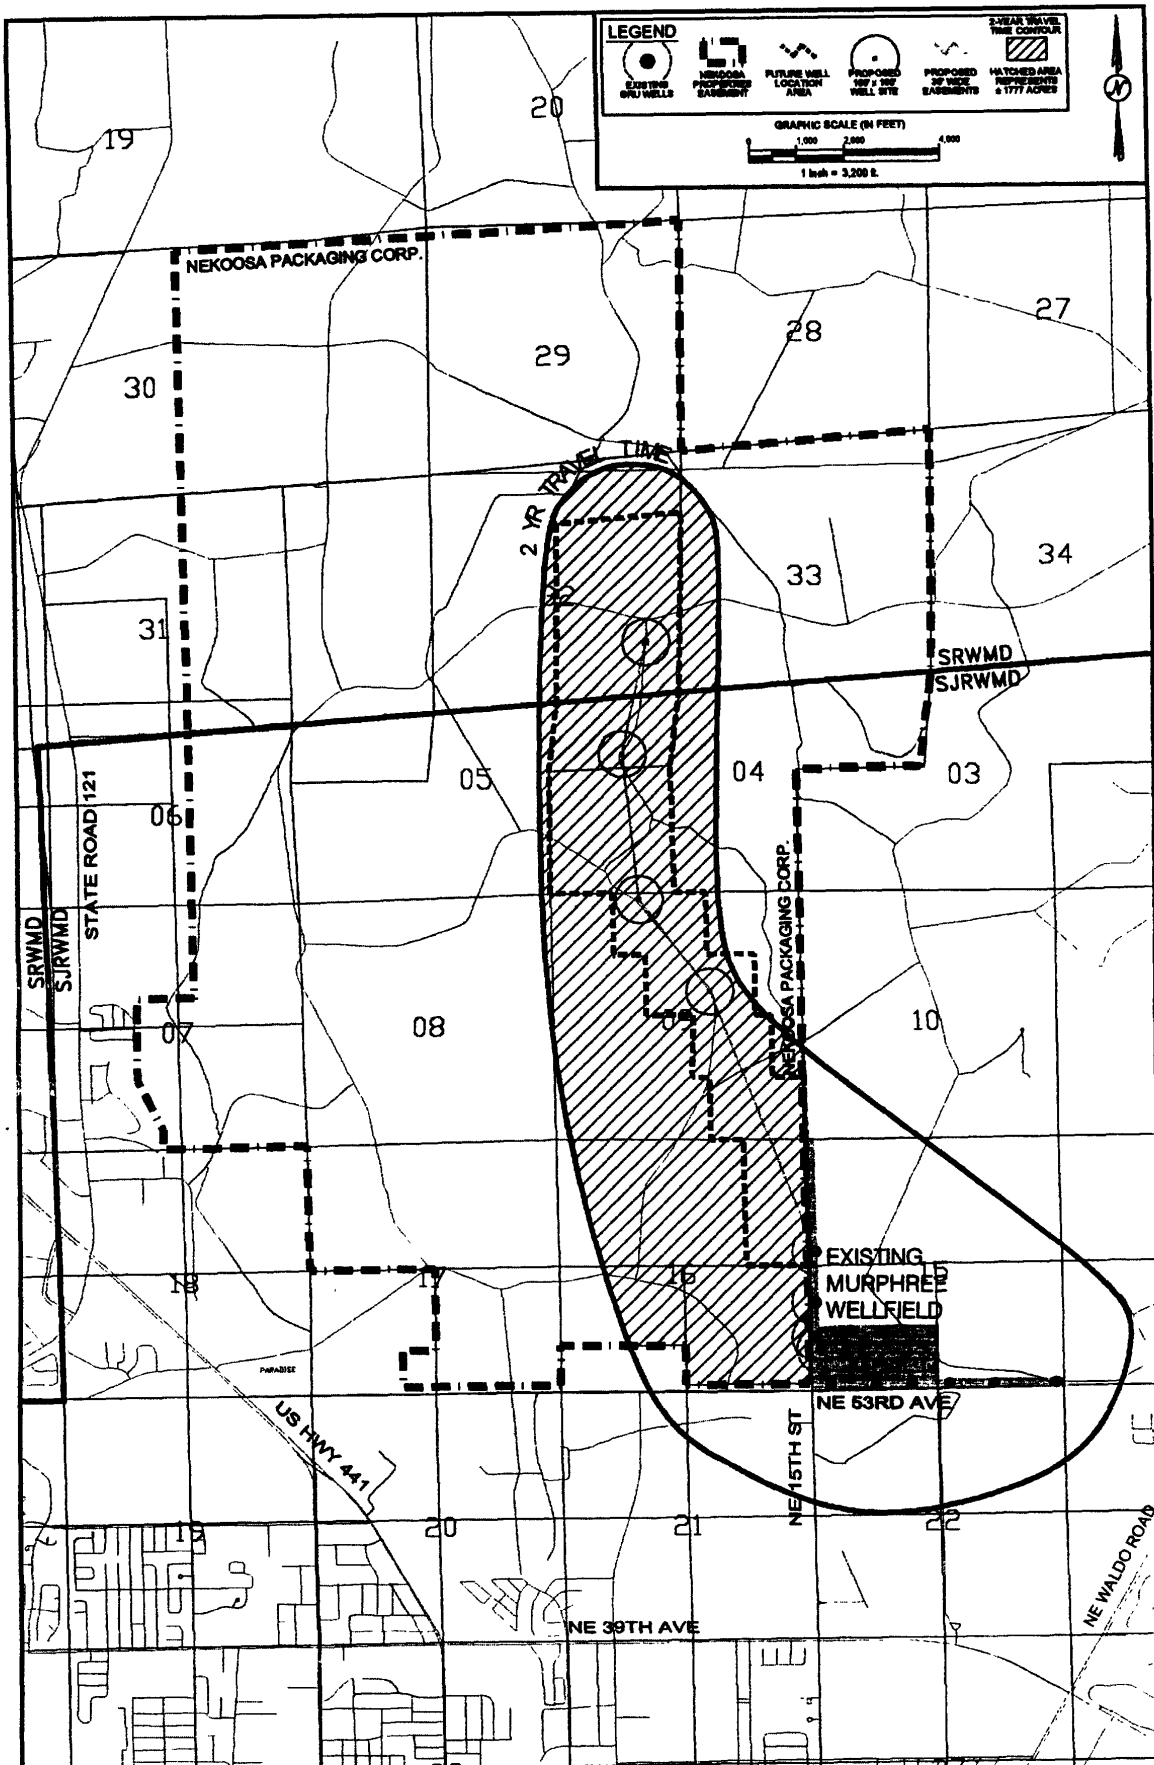 LEGEND
EXISTING
GRU WELLS
NEKOOSA
PROPERTIES
EASEMENT
FUTURE WELL
LOCATION
AREA
PROPOSED
WELL SITE
PROPOSED
30' WIDE
EASEMENTS
2-YEAR TRAVEL
TIME CONTOUR
HATCHED AREA
REPRESENTS
± 1777 ACRES
N
GRAPHIC SCALE (IN FEET)
0 1,000 2,000 4,000
1 inch = 3,200 ft.
19
20
NEKOOSA PACKAGING CORP.
27
28
29
30
2 YR TRAVEL TIME
34
33
32
31
SRWMD
SJRWMD
05
04
03
06
STATE ROAD 121
NEKOOSA PACKAGING CORP.
SRWMD
SJRWMD
07
08
09
10
EXISTING
MURPHREE
WELLFIELD
15
16
17
18
PARADISE
NE 53RD AVE
US HWY 441
NE 15TH ST
19
20
21
22
NE WALDO ROAD
NE 39TH AVE